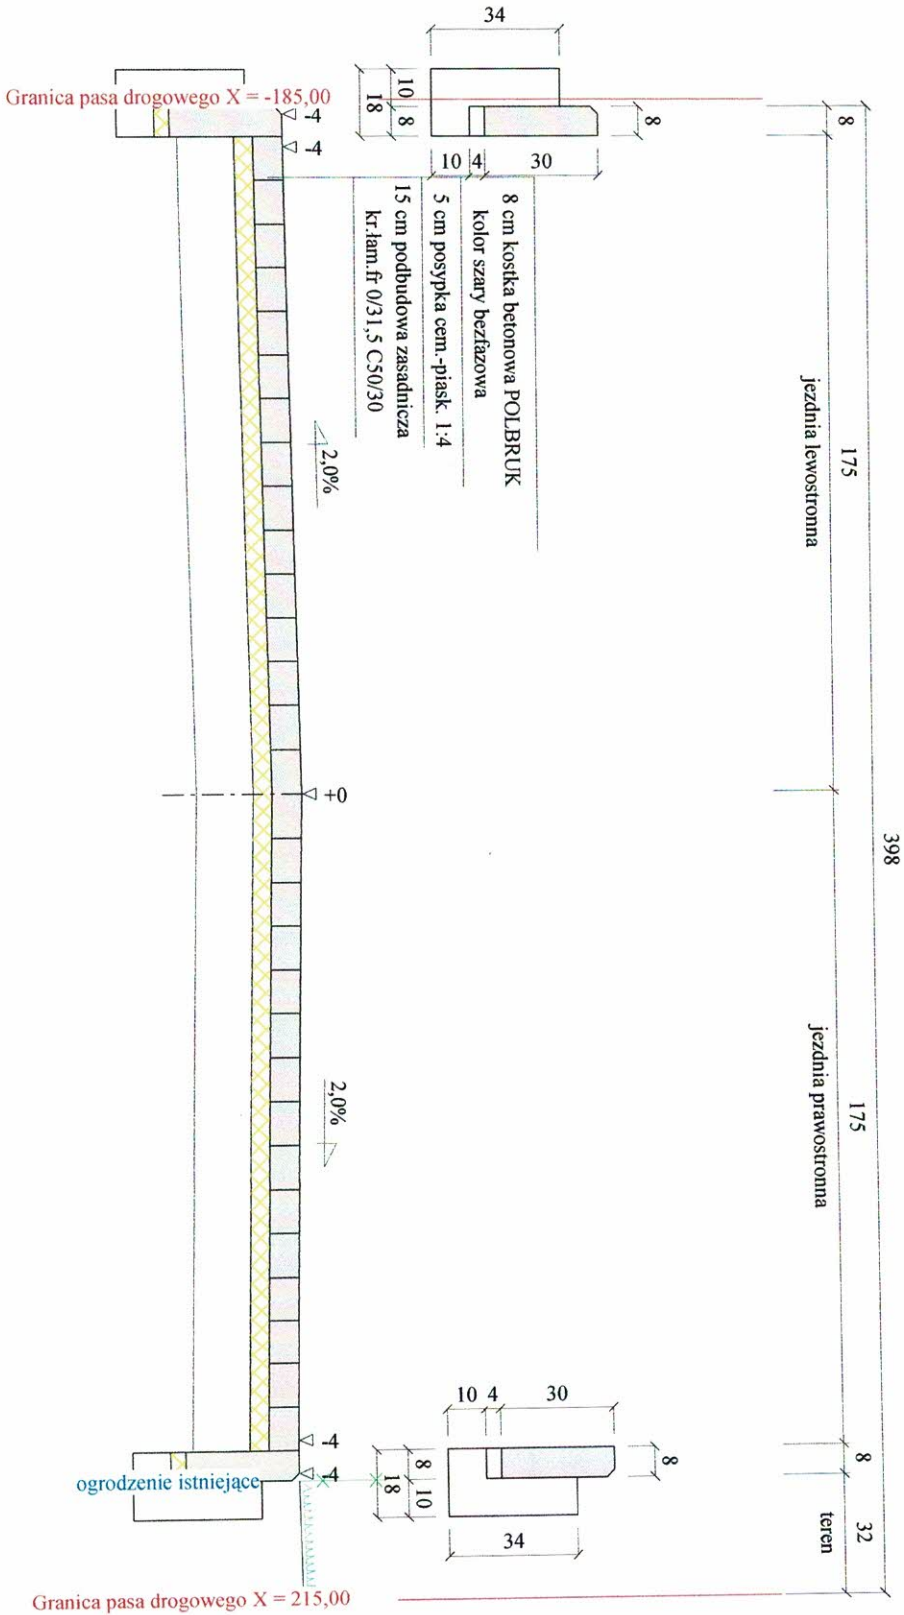 34
Granica pasa drogowego X = -185,00
10
8
18
8
8
-4
-4
10
4
30
8 cm kostka betonowa POLBRUK
kolor szary bezfazowa
5 cm posypka cem.-piask. 1:4
15 cm podbudowa zasadnicza
kr.łam.fr 0/31,5 C50/30
175
jezdnia lewostronna
2,0%
+0
398
2,0%
175
jezdnia prawostronna
10
4
30
-4
-4
8
10
18
8
8
ogrodzenie istniejące
34
32
teren
Granica pasa drogowego X = 215,00